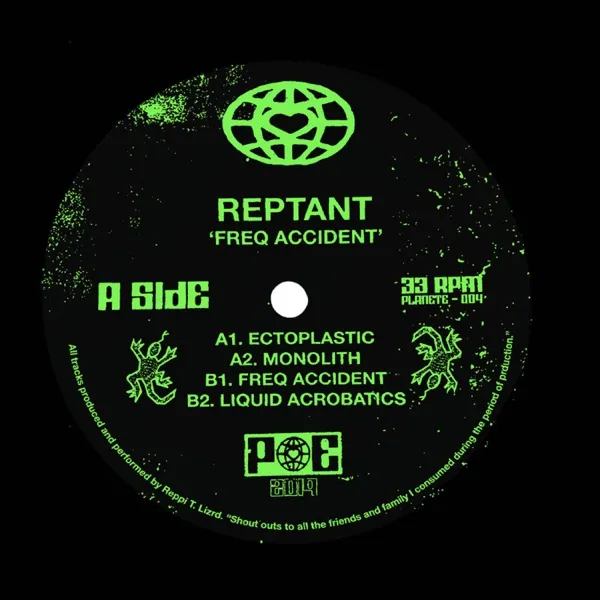 REPTANT
'FREQ ACCIDENT'
A SIdE
33 RPM
PLANETE - 004
A1. ECTOPLASTIC
A2. MONOLITH
B1. FREQ ACCIDENT
B2. LIQUID ACROBATICS
P E
2019
All tracks produced and performed by Reppi T. Lizrd. “Shout outs to all the friends and family I consumed during the period of prduction.”